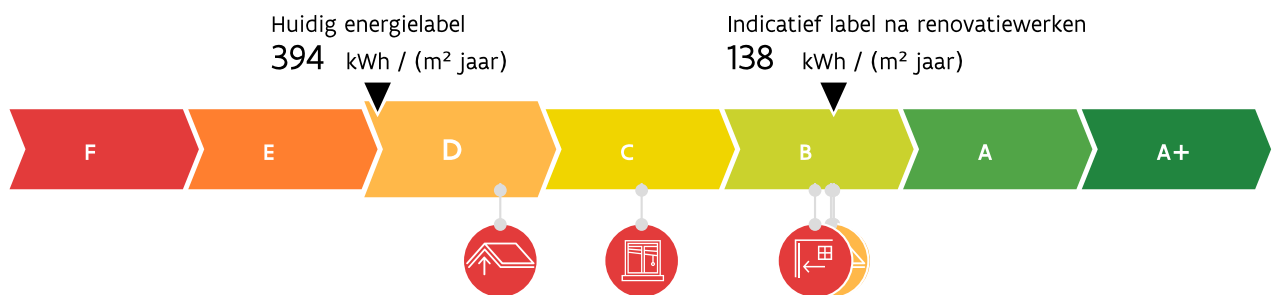 Huidig energielabel
394 kWh / (m² jaar)
Indicatief label na renovatiewerken
138 kWh / (m² jaar)
F E D C B A A+